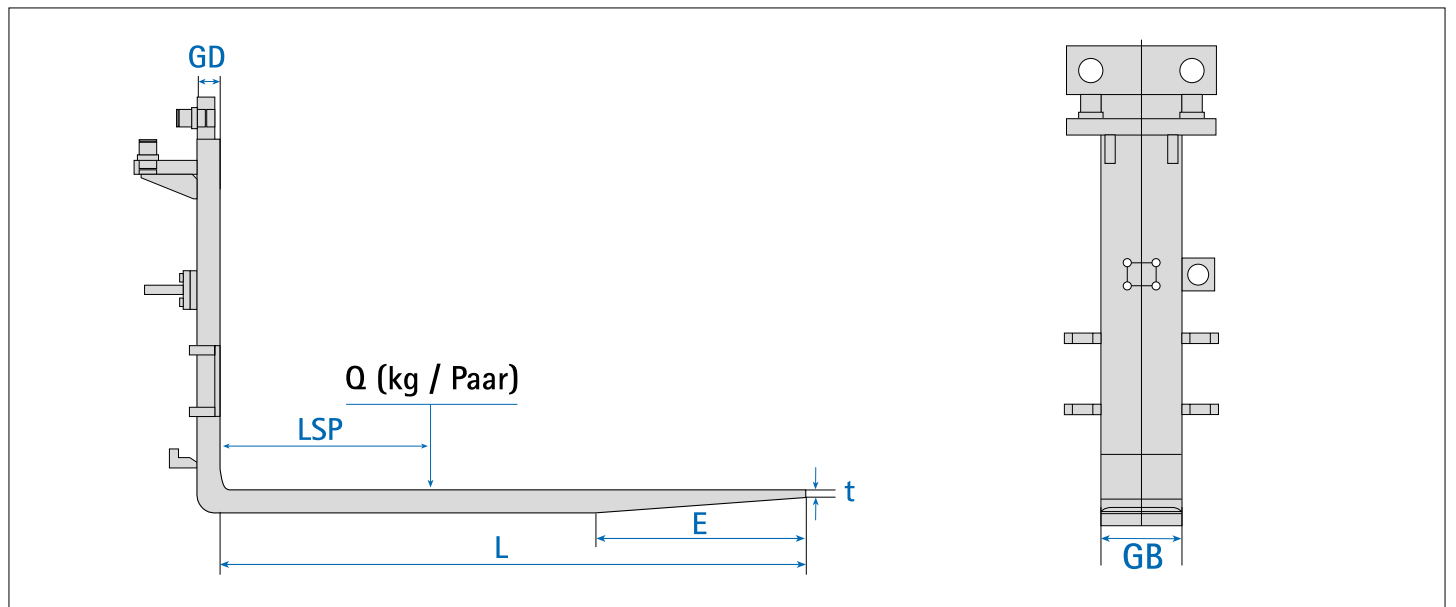 GD
Q (kg / Paar)
LSP
t
E
L
GB